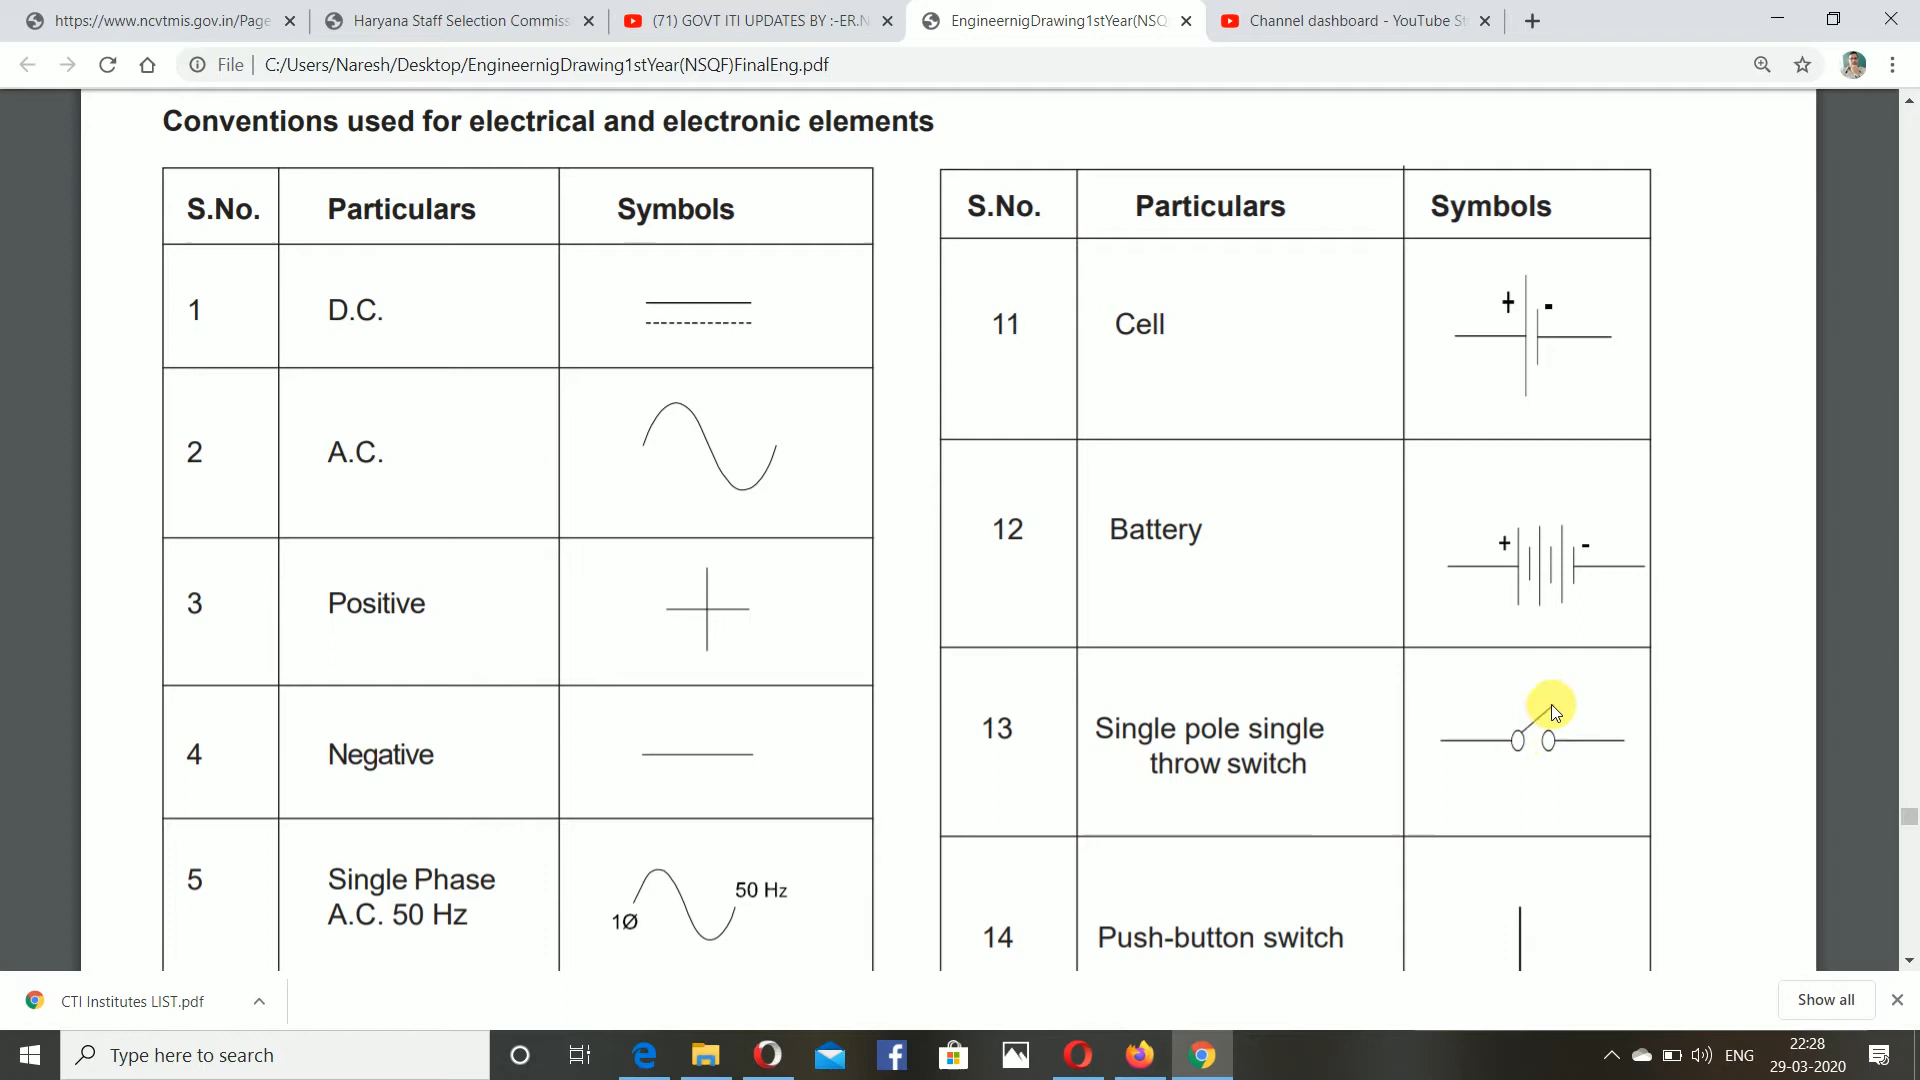 https://www.ncvtmis.gov.in/Page
Haryana Staff Selection Commiss
(71) GOVT ITI UPDATES BY :-ER.N
EngineernigDrawing1stYear(NSQ
Channel dashboard - YouTube St
File
C:/Users/Naresh/Desktop/EngineernigDrawing1stYear(NSQF)FinalEng.pdf
Conventions used for electrical and electronic elements
S.No. Particulars Symbols
1 D.C.
2 A.C.
3 Positive
4 Negative
5 Single Phase
A.C. 50 Hz
1Ø
50 Hz
S.No. Particulars Symbols
11 Cell
+ -
12 Battery
+ -
13 Single pole single
throw switch
14 Push-button switch
CTI Institutes LIST.pdf
Show all
Type here to search
ENG
22:28
29-03-2020